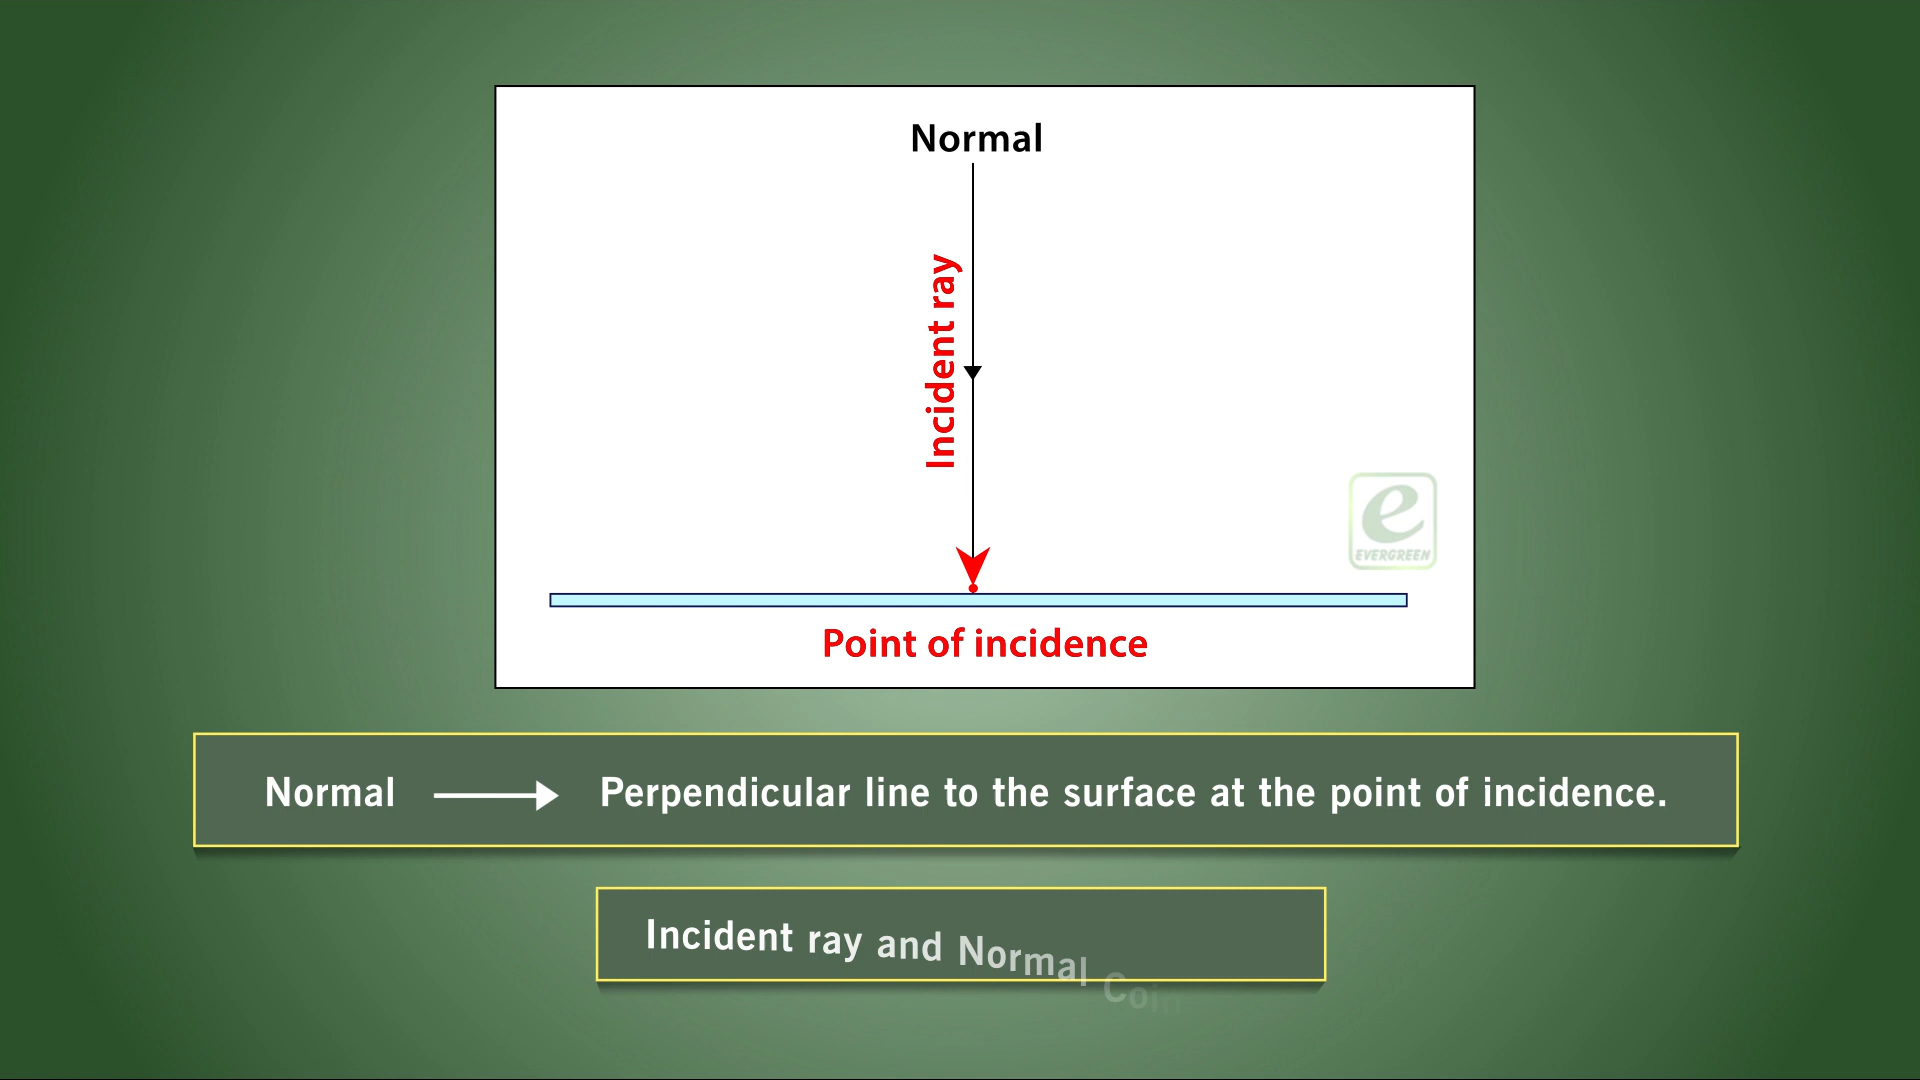 Normal
Incident ray
EVERGREEN
Point of incidence
Normal Perpendicular line to the surface at the point of incidence.
Incident ray and Normal Coin